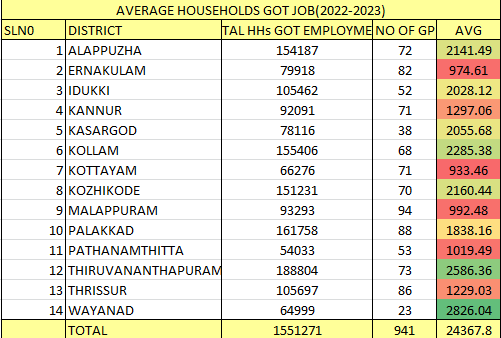 AVERAGE HOUSEHOLDS GOT JOB(2022-2023)
SLN0 DISTRICT TAL HHs GOT EMPLOYME NO OF GP AVG
1 ALAPPUZHA 154187 72 2141.49
2 ERNAKULAM 79918 82 974.61
3 IDUKKI 105462 52 2028.12
4 KANNUR 92091 71 1297.06
5 KASARGOD 78116 38 2055.68
6 KOLLAM 155406 68 2285.38
7 KOTTAYAM 66276 71 933.46
8 KOZHIKODE 151231 70 2160.44
9 MALAPPURAM 93293 94 992.48
10 PALAKKAD 161758 88 1838.16
11 PATHANAMTHITTA 54033 53 1019.49
12 THIRUVANANTHAPURAM 188804 73 2586.36
13 THRISSUR 105697 86 1229.03
14 WAYANAD 64999 23 2826.04
TOTAL 1551271 941 24367.8